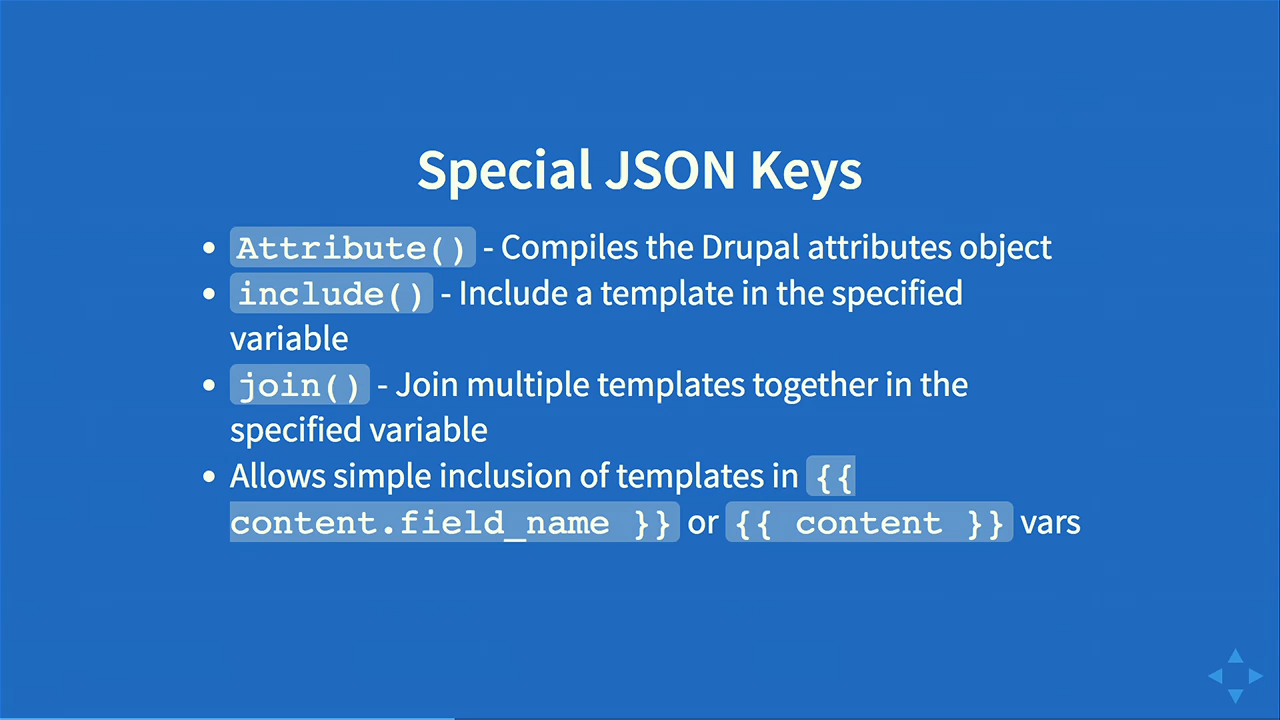 Special JSON Keys
• Attribute() - Compiles the Drupal attributes object
• include() - Include a template in the specified
variable
• join() - Join multiple templates together in the
specified variable
• Allows simple inclusion of templates in {{
content.field_name }} or {{ content }} vars